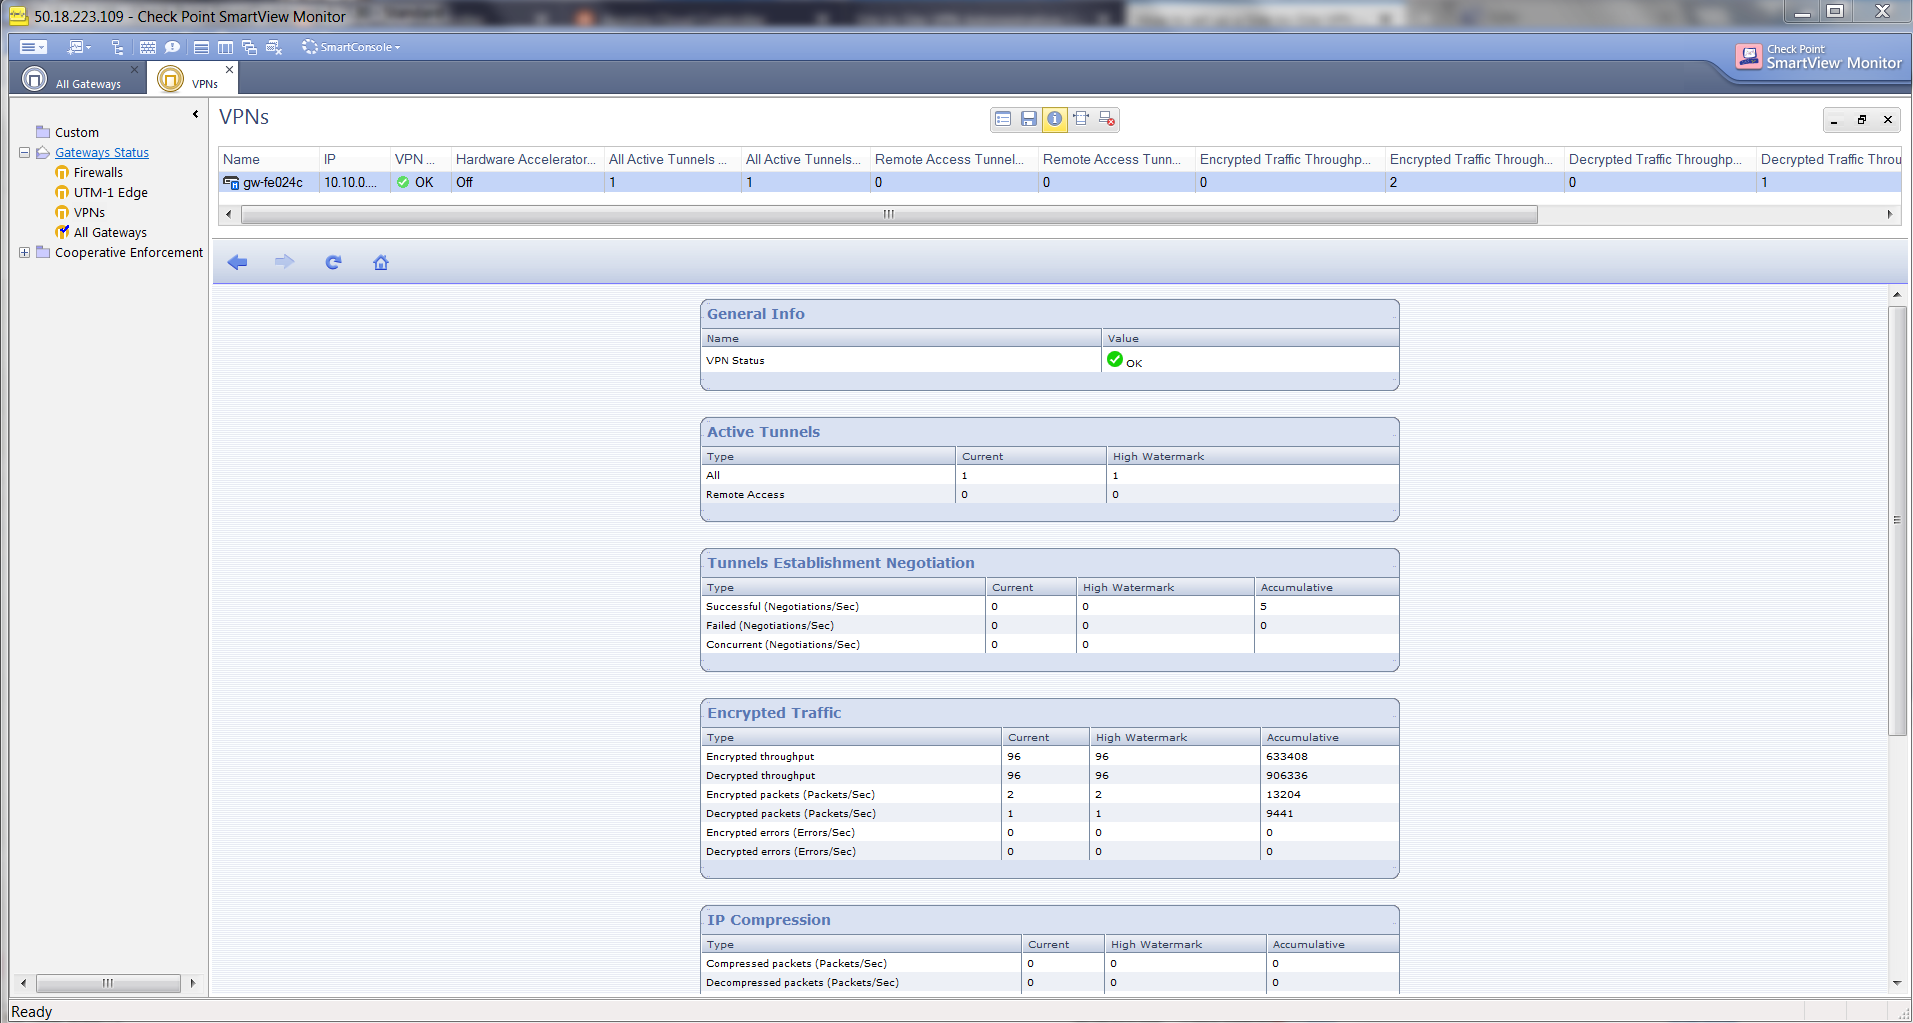 50.18.223.109 - Check Point SmartView Monitor
SmartConsole
Check Point
SmartView Monitor
All Gateways
VPNs
Custom
Gateways Status
Firewalls
UTM-1 Edge
VPNs
All Gateways
Cooperative Enforcement
VPNs
Name IP VPN ... Hardware Accelerator... All Active Tunnels ... All Active Tunnels... Remote Access Tunnel... Remote Access Tunn... Encrypted Traffic Throughp... Encrypted Traffic Through... Decrypted Traffic Throughp... Decrypted Traffic Throu
gw-fe024c 10.10.0.... OK Off 1 1 0 0 0 2 0 1
General Info
Name Value
VPN Status OK
Active Tunnels
Type Current High Watermark
All 1 1
Remote Access 0 0
Tunnels Establishment Negotiation
Type Current High Watermark Accumulative
Successful (Negotiations/Sec) 0 0 5
Failed (Negotiations/Sec) 0 0 0
Concurrent (Negotiations/Sec) 0 0
Encrypted Traffic
Type Current High Watermark Accumulative
Encrypted throughput 96 96 633408
Decrypted throughput 96 96 906336
Encrypted packets (Packets/Sec) 2 2 13204
Decrypted packets (Packets/Sec) 1 1 9441
Encrypted errors (Errors/Sec) 0 0 0
Decrypted errors (Errors/Sec) 0 0 0
IP Compression
Type Current High Watermark Accumulative
Compressed packets (Packets/Sec) 0 0 0
Decompressed packets (Packets/Sec) 0 0 0
Ready